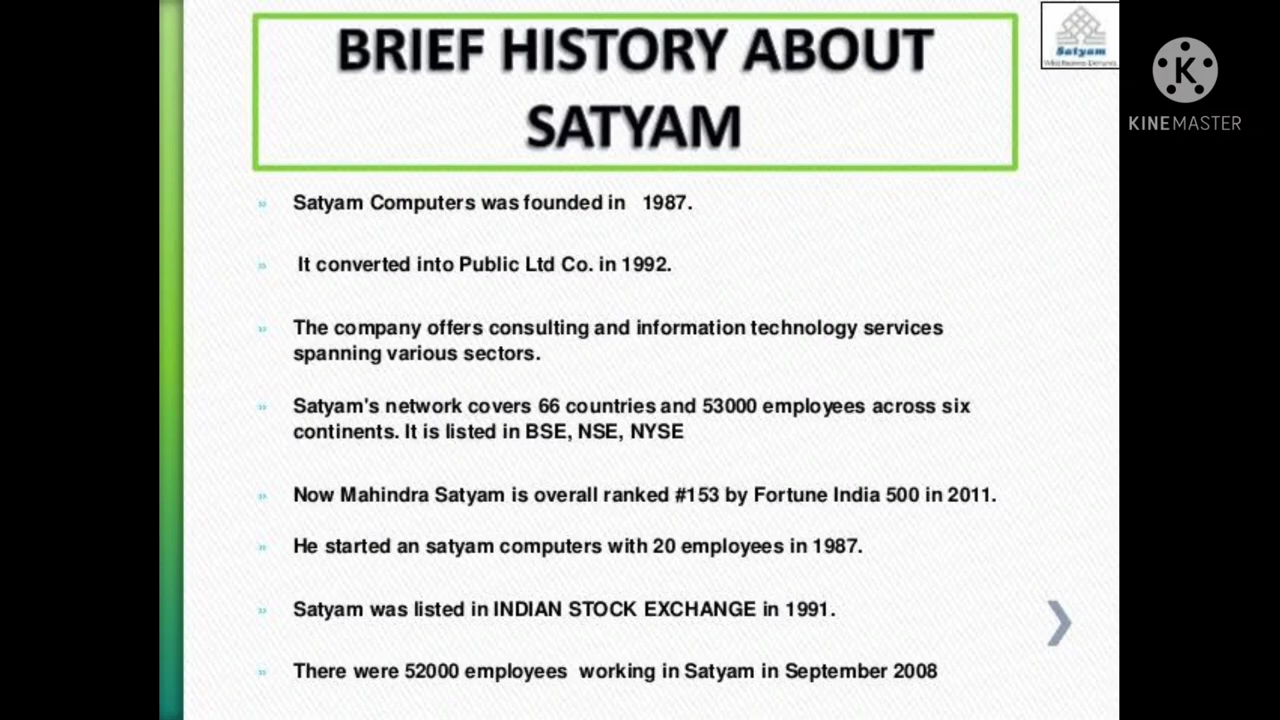 BRIEF HISTORY ABOUT
SATYAM
Satyam
KINEMASTER
» Satyam Computers was founded in 1987.
» It converted into Public Ltd Co. in 1992.
» The company offers consulting and information technology services
spanning various sectors.
» Satyam's network covers 66 countries and 53000 employees across six
continents. It is listed in BSE, NSE, NYSE
» Now Mahindra Satyam is overall ranked #153 by Fortune India 500 in 2011.
» He started an satyam computers with 20 employees in 1987.
» Satyam was listed in INDIAN STOCK EXCHANGE in 1991.
» There were 52000 employees working in Satyam in September 2008